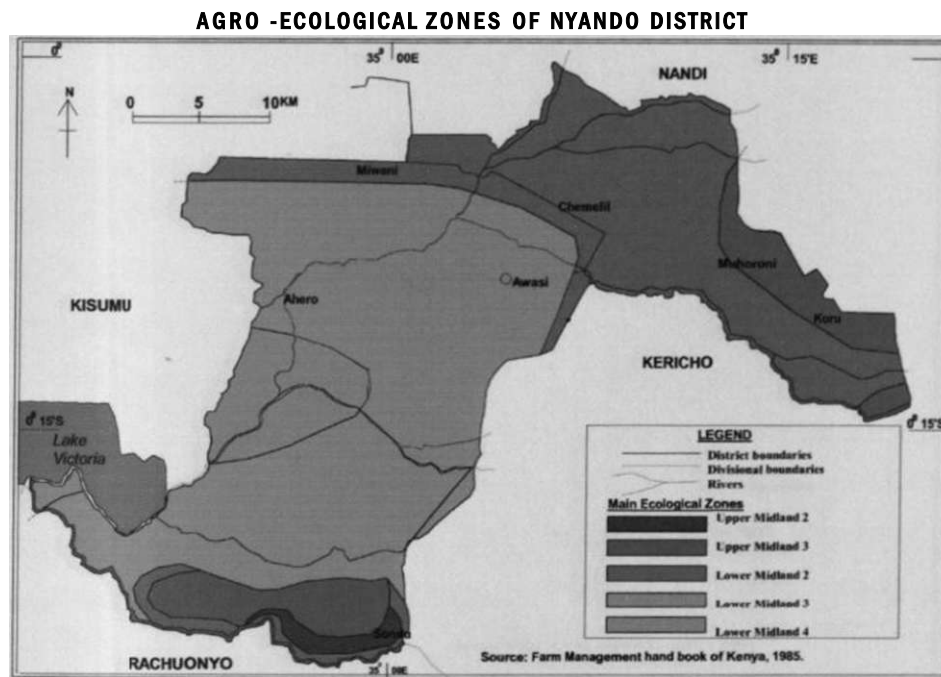 AGRO -ECOLOGICAL ZONES OF NYANDO DISTRICT
0°
35° 00E
35° 15'E
NANDI
N
0 5 10KM
Miwani
Chemelil
Muhoroni
Awasi
Ahero
KISUMU
Koru
KERICHO
0° 15'S
0° 15'S
Lake
Victoria
LEGEND
District boundaries
Divisional boundaries
Rivers
Main Ecological Zones
Upper Midland 2
Upper Midland 3
Lower Midland 2
Lower Midland 3
Lower Midland 4
Sondu
RACHUONYO
Source: Farm Management hand book of Kenya, 1985.